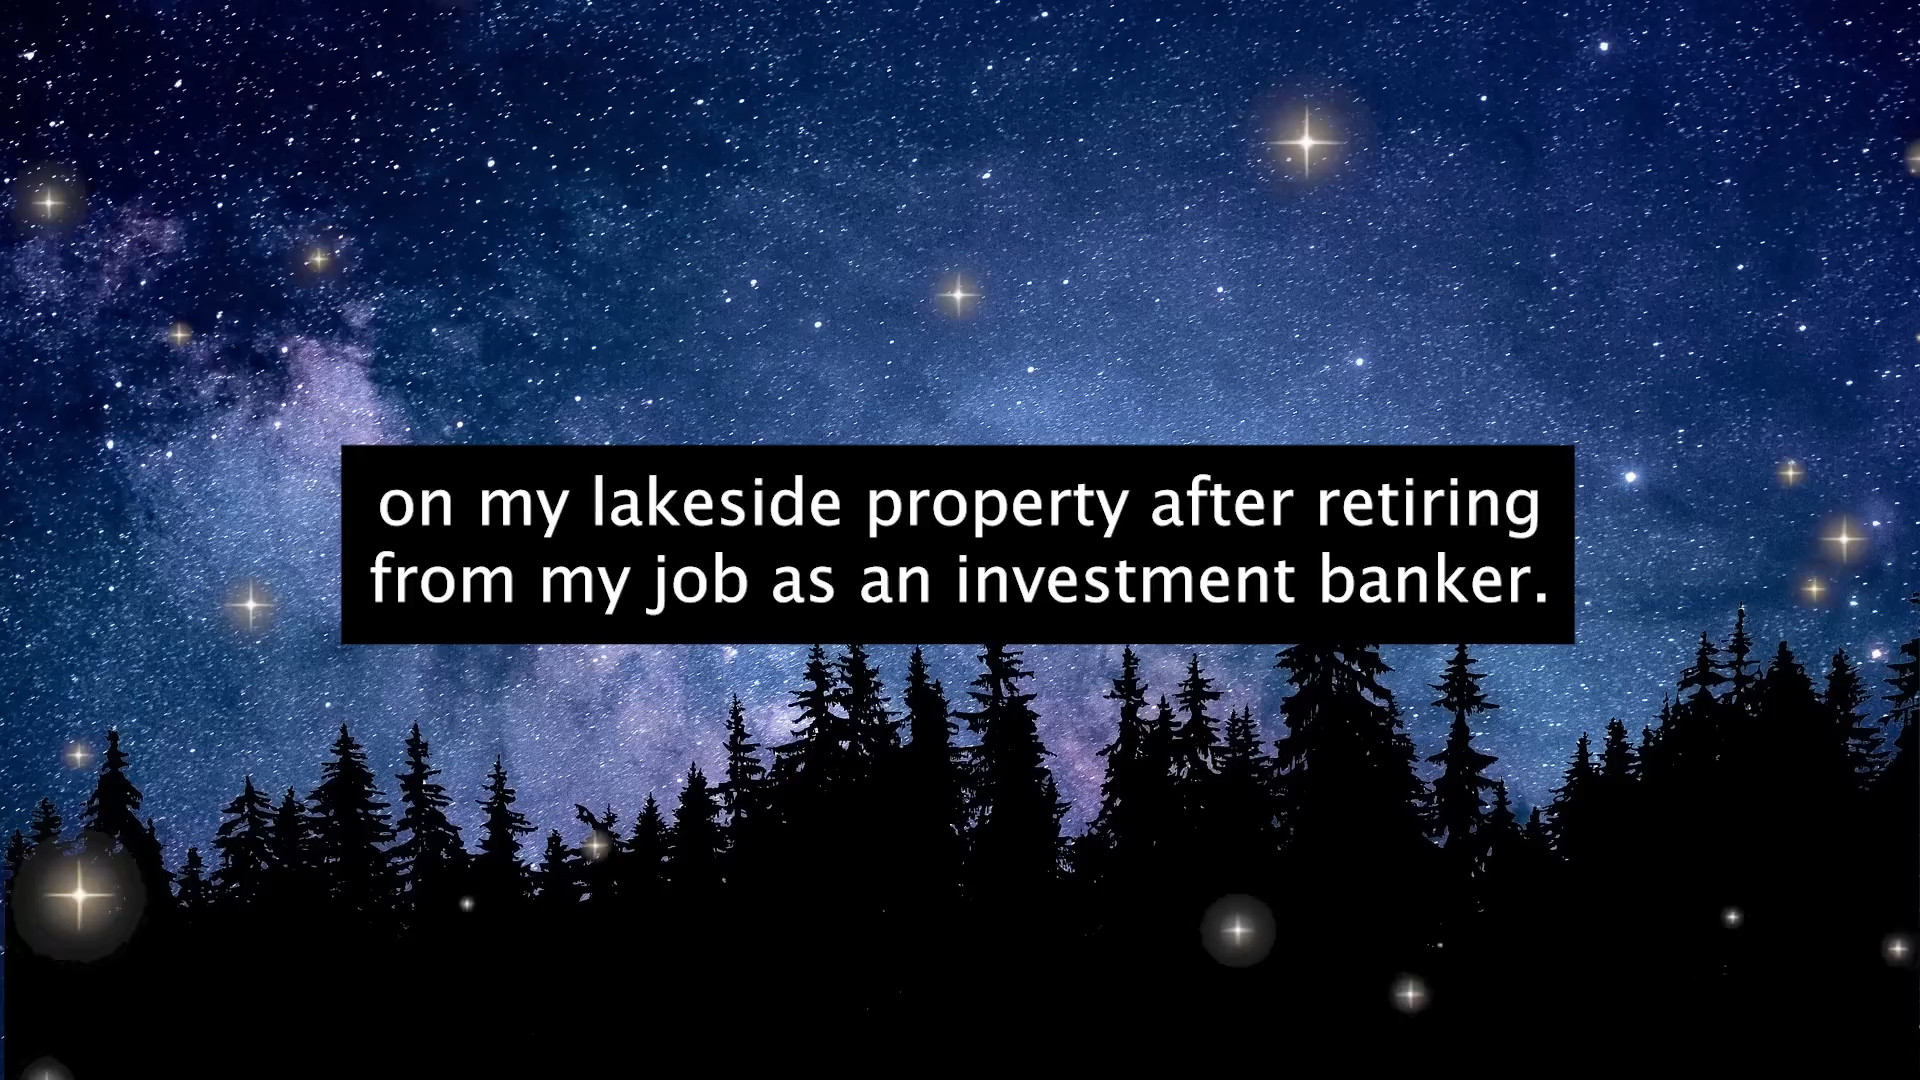 on my lakeside property after retiring
from my job as an investment banker.